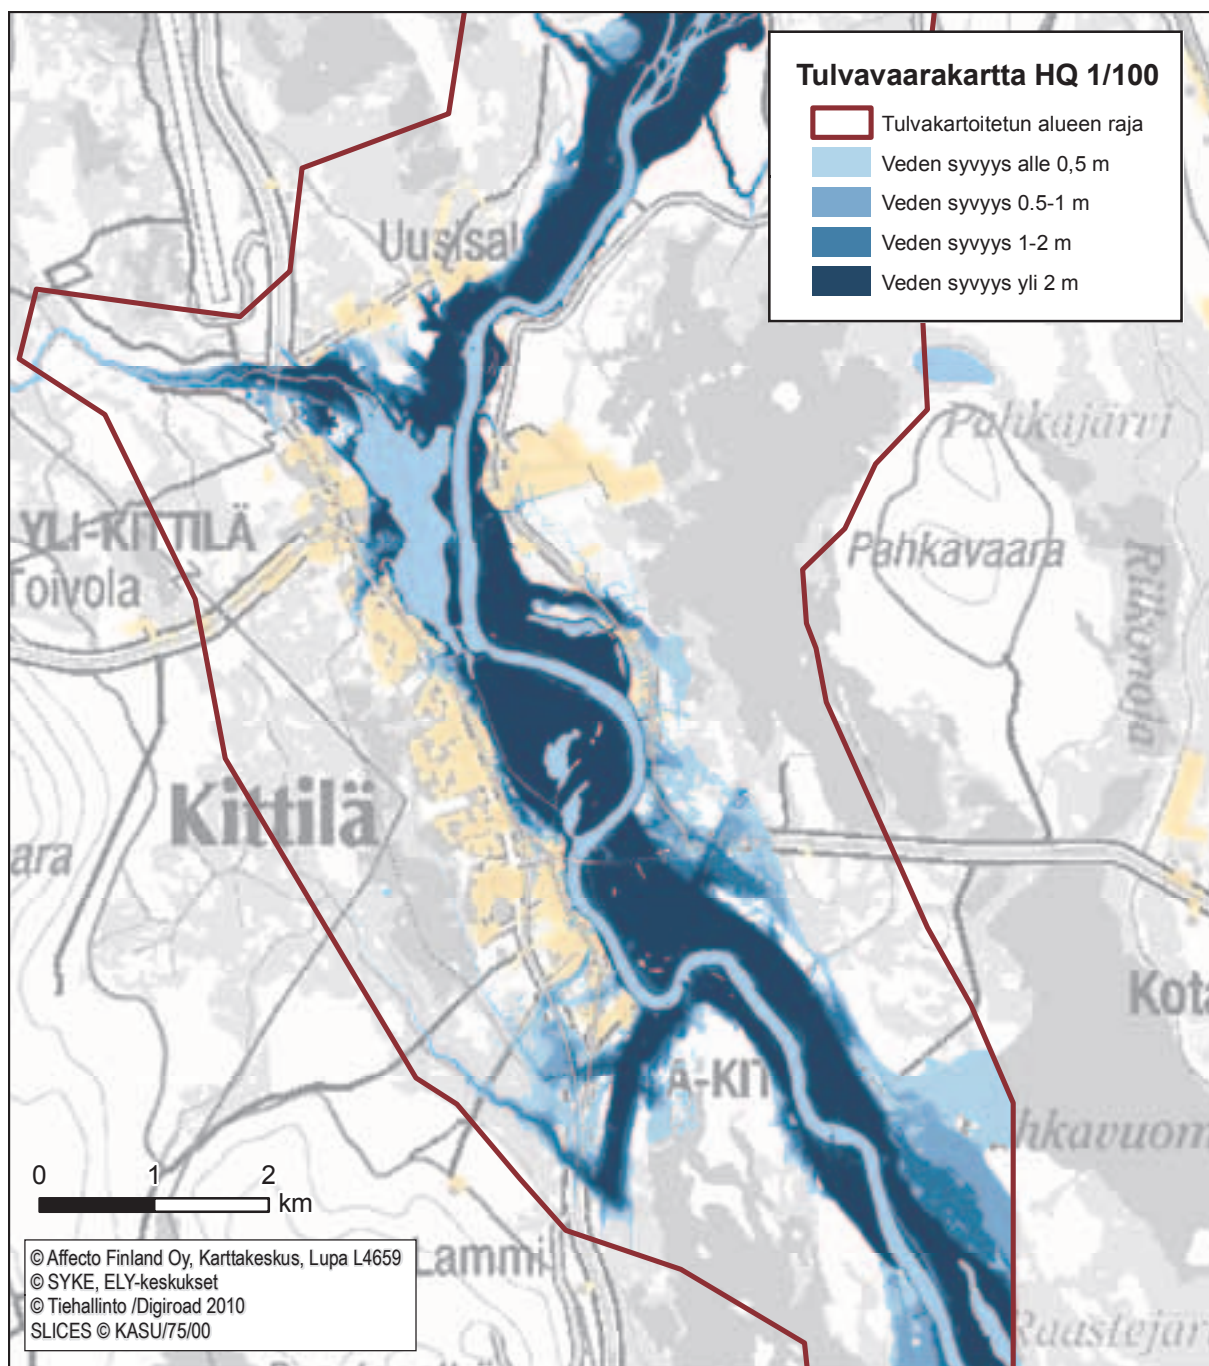 Tulvavaarakartta HQ 1/100
Tulvakartoitetun alueen raja
Veden syvyys alle 0,5 m
Veden syvyys 0.5-1 m
Veden syvyys 1-2 m
Veden syvyys yli 2 m
Uusisal
Pahkajärvi
YLI-KITTILÄ
Toivola
Pahkavaara
Riikonoja
Kittilä
ara
Kota
A-KIT
hkavuom
0 1 2
km
Lammi
© Affecto Finland Oy, Karttakeskus, Lupa L4659
© SYKE, ELY-keskukset
© Tiehallinto /Digiroad 2010
SLICES © KASU/75/00
Raastejärv